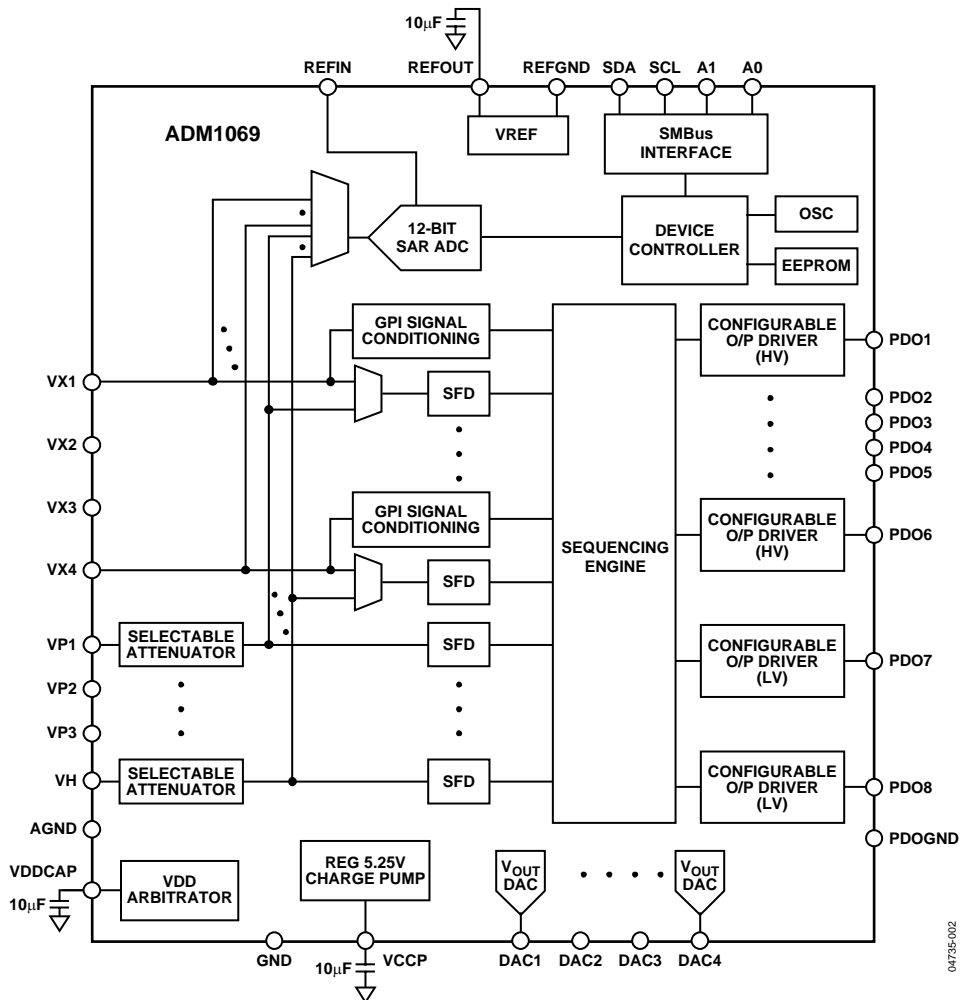 10μF
REFIN
REFOUT
REFGND
SDA
SCL
A1
A0
ADM1069
VREF
SMBus
INTERFACE
12-BIT
SAR ADC
DEVICE
CONTROLLER
OSC
EEPROM
GPI SIGNAL
CONDITIONING
CONFIGURABLE
O/P DRIVER
(HV)
PDO1
VX1
SFD
PDO2
PDO3
PDO4
PDO5
VX2
VX3
GPI SIGNAL
CONDITIONING
SEQUENCING
ENGINE
CONFIGURABLE
O/P DRIVER
(HV)
PDO6
VX4
SFD
VP1
SELECTABLE
ATTENUATOR
SFD
CONFIGURABLE
O/P DRIVER
(LV)
PDO7
VP2
VP3
VH
SELECTABLE
ATTENUATOR
SFD
CONFIGURABLE
O/P DRIVER
(LV)
PDO8
AGND
PDOGND
VDDCAP
10μF
VDD
ARBITRATOR
REG 5.25V
CHARGE PUMP
VOUT
DAC
VOUT
DAC
GND
10μF
VCCP
DAC1
DAC2
DAC3
DAC4
04735-002